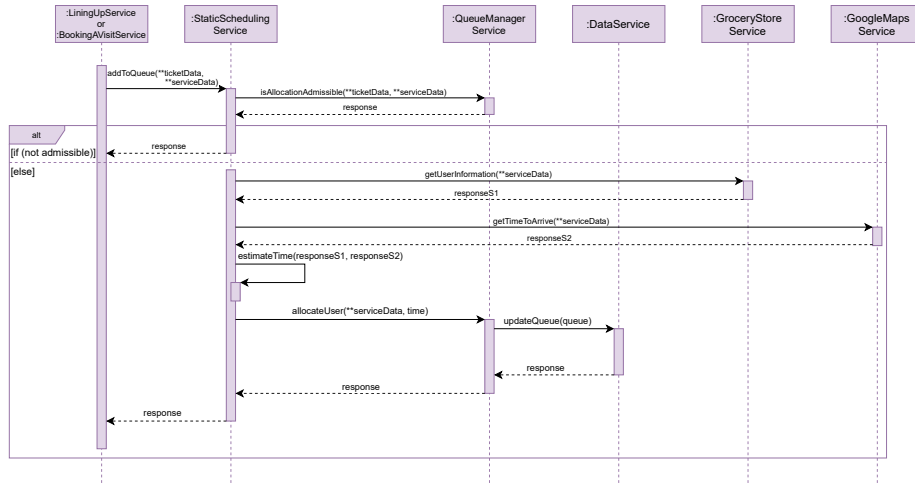 :LiningUpService
or
:BookingAVisitService
:StaticScheduling
Service
:QueueManager
Service
:DataService
:GroceryStore
Service
:GoogleMaps
Service
addToQueue(**ticketData,
**serviceData)
isAllocationAdmissible(**ticketData, **serviceData)
response
alt
[if (not admissible)]
response
[else]
getUserInformation(**serviceData)
responseS1
getTimeToArrive(**serviceData)
responseS2
estimateTime(responseS1, responseS2)
allocateUser(**serviceData, time)
updateQueue(queue)
response
response
response